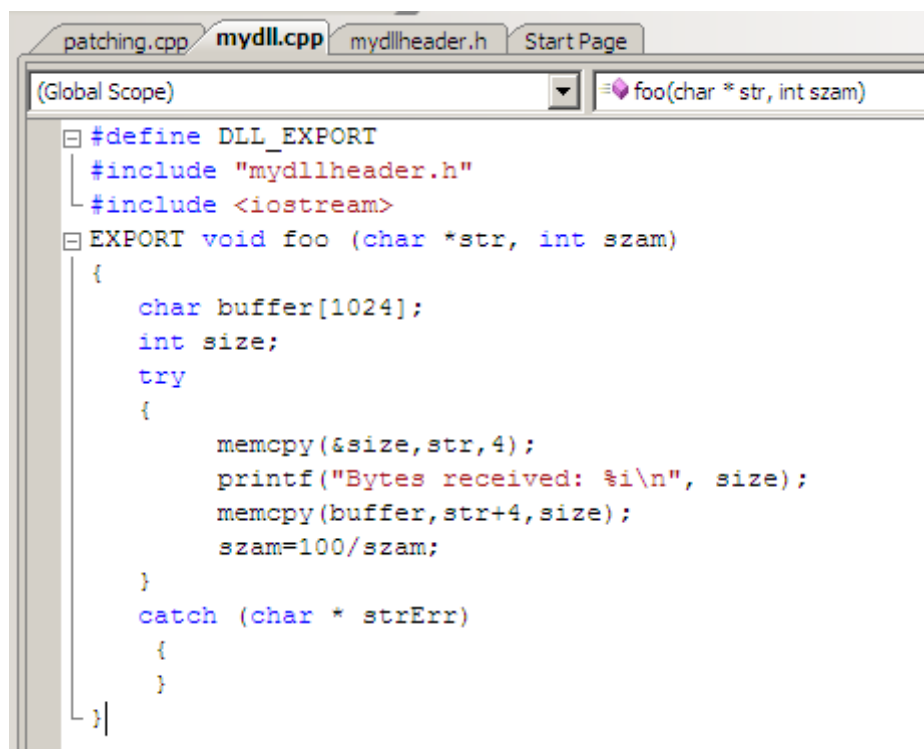 patching.cpp mydll.cpp mydllheader.h Start Page
(Global Scope) foo(char * str, int szam)
#define DLL_EXPORT
#include "mydllheader.h"
#include <iostream>
EXPORT void foo (char *str, int szam)
{
char buffer[1024];
int size;
try
{
memcpy(&size,str,4);
printf("Bytes received: %i\n", size);
memcpy(buffer,str+4,size);
szam=100/szam;
}
catch (char * strErr)
{
}
}